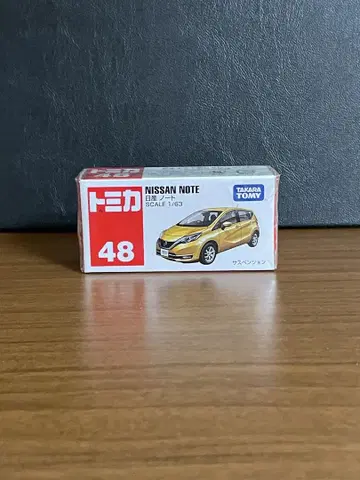 トミカ
48
NISSAN NOTE
日産 ノート
SCALE 1/63
TAKARA
TOMY
サスペンション